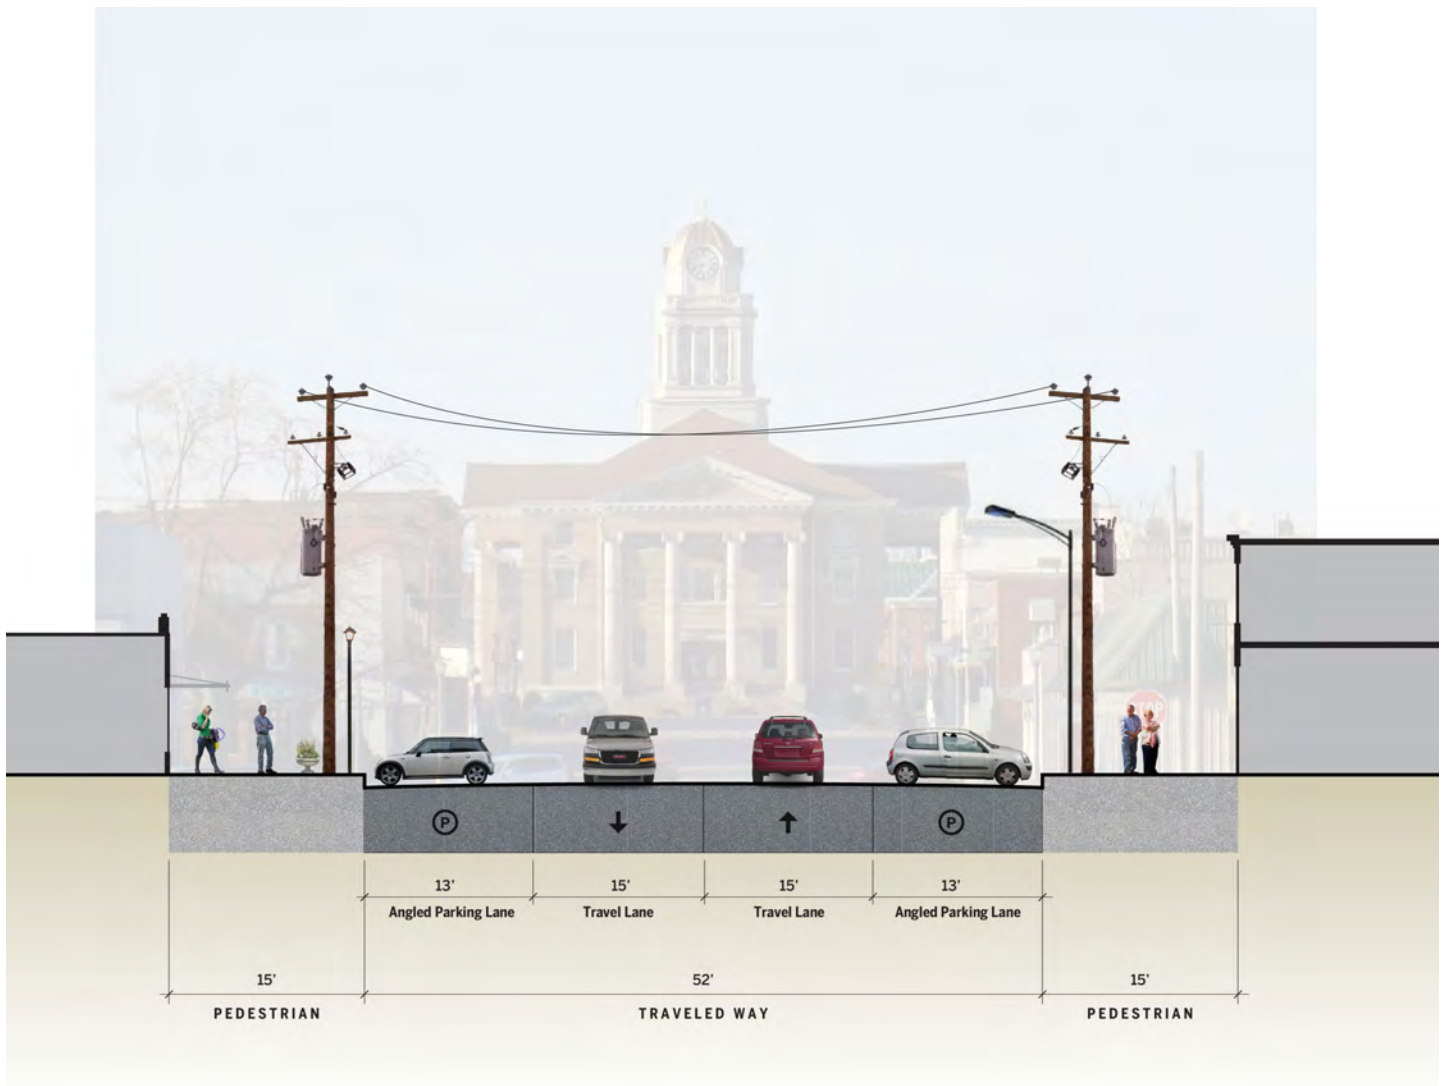 STOP
P
P
13'
15'
15'
13'
Angled Parking Lane
Travel Lane
Travel Lane
Angled Parking Lane
15'
52'
15'
PEDESTRIAN
TRAVELED WAY
PEDESTRIAN